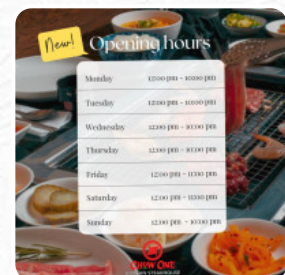 New!
Opening hours
Monday 12:00 pm - 10:00 pm
Tuesday 12:00 pm - 10:00 pm
Wednesday 12:00 pm - 10:00 pm
Thursday 12:00 pm - 10:00 pm
Friday 12:00 pm - 11:00 pm
Saturday 12:00 pm - 11:00 pm
Sunday 12:00 pm - 10:00 pm
ONE
STEAKHOUSE